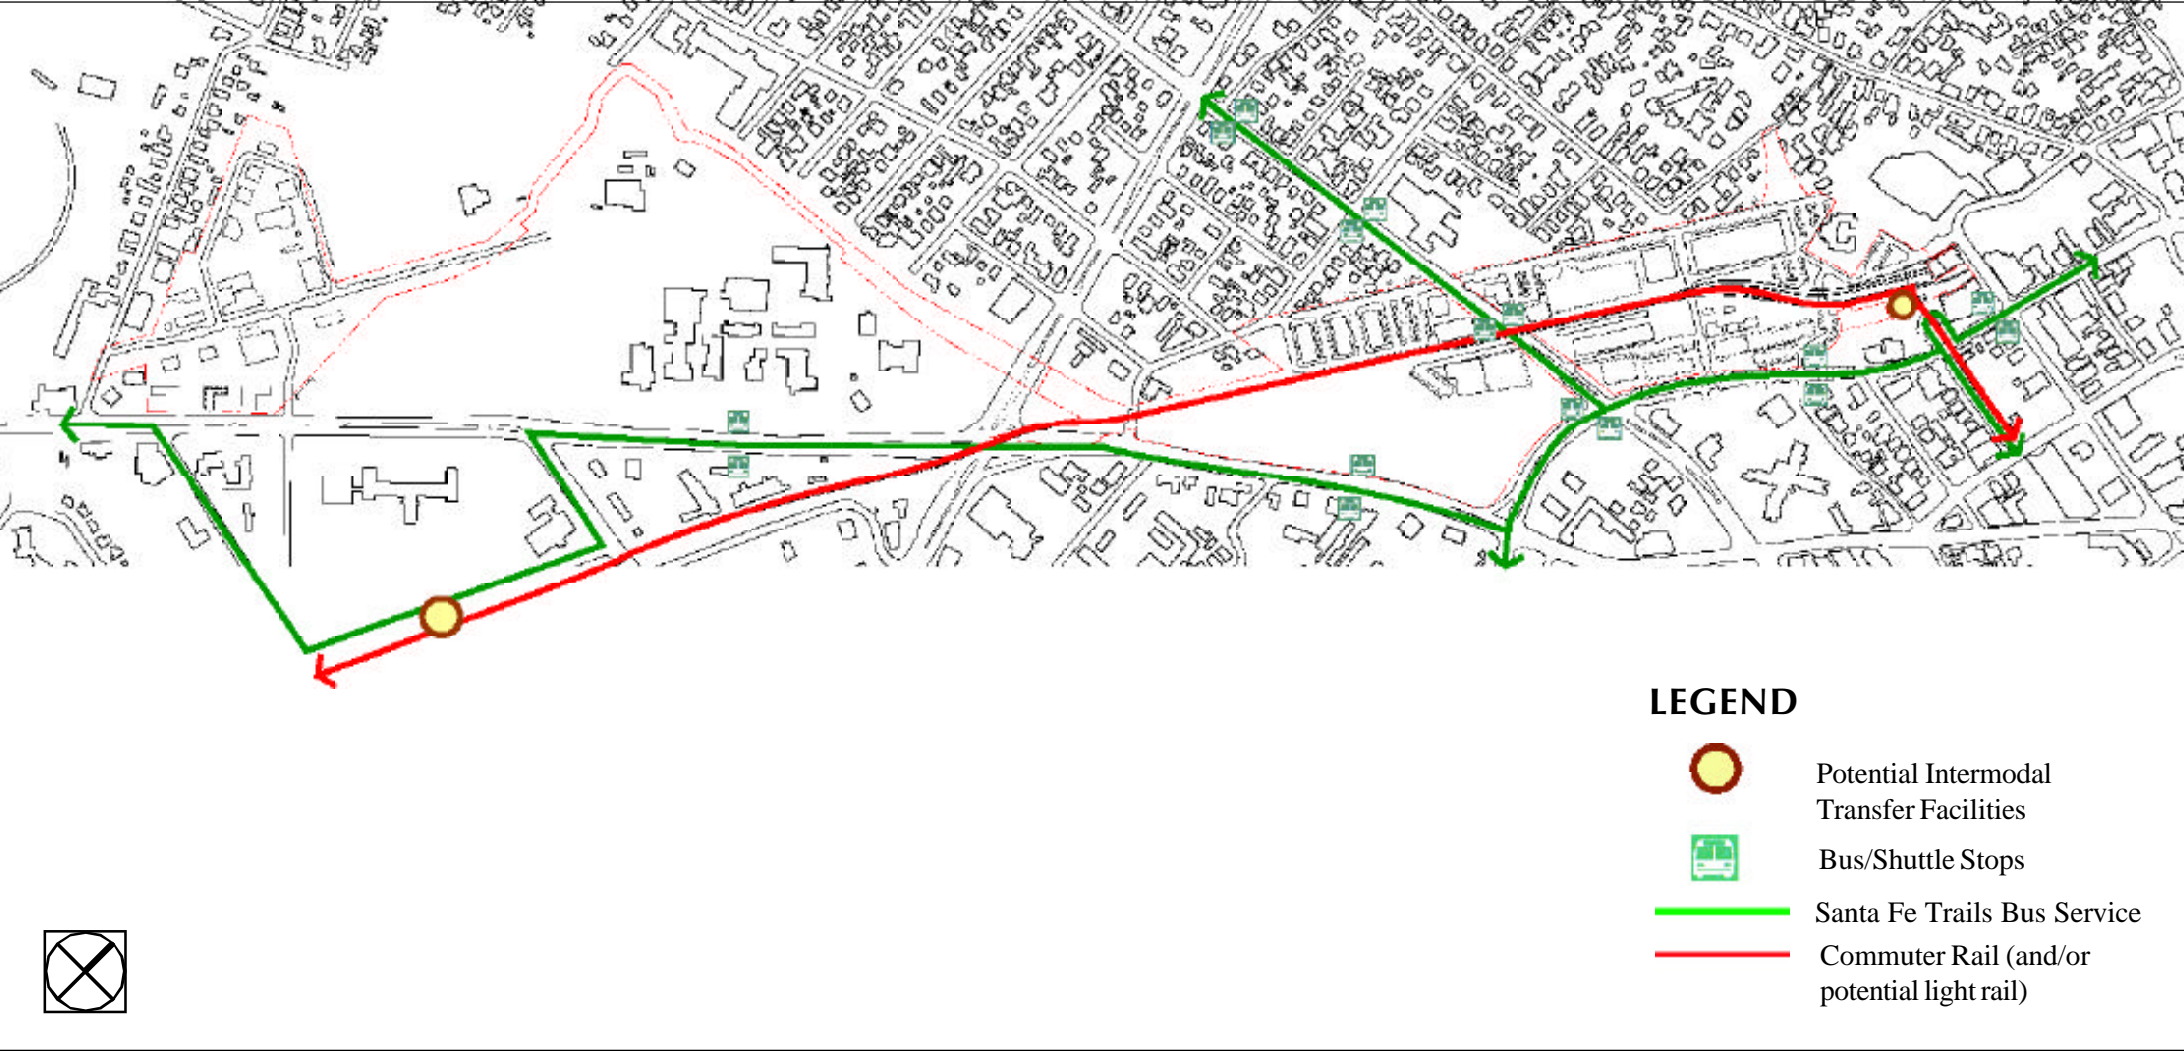 LEGEND
Potential Intermodal
Transfer Facilities
Bus/Shuttle Stops
Santa Fe Trails Bus Service
Commuter Rail (and/or
potential light rail)